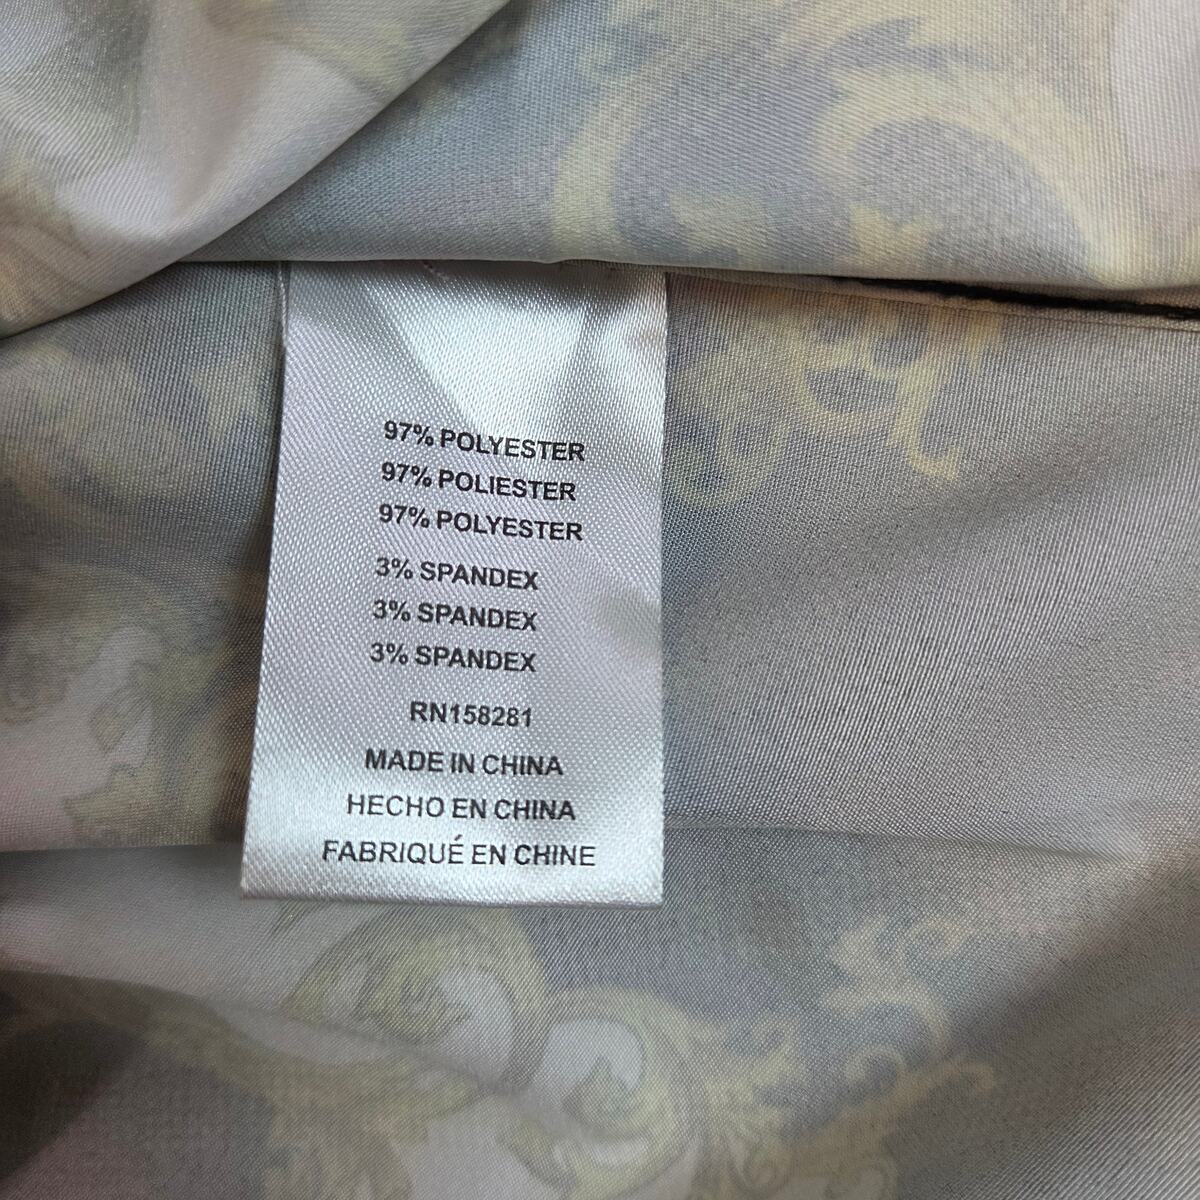 97% POLYESTER
97% POLIESTER
97% POLYESTER
3% SPANDEX
3% SPANDEX
3% SPANDEX
RN158281
MADE IN CHINA
HECHO EN CHINA
FABRIQUÉ EN CHINE